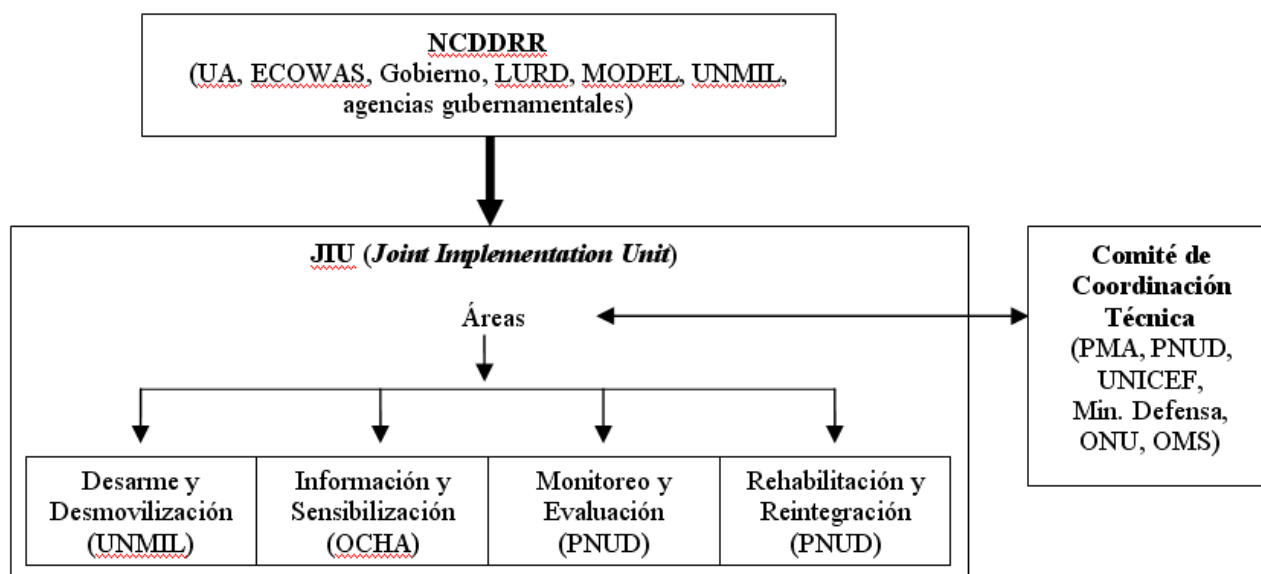 NCDDRR
(UA, ECOWAS, Gobierno, LURD, MODEL, UNMIL,
agencias gubernamentales)
JIU (Joint Implementation Unit)
Áreas
Desarme y
Desmovilización
(UNMIL)
Información y
Sensibilización
(OCHA)
Monitoreo y
Evaluación
(PNUD)
Rehabilitación y
Reintegración
(PNUD)
Comité de
Coordinación
Técnica
(PMA, PNUD,
UNICEF,
Min. Defensa,
ONU, OMS)